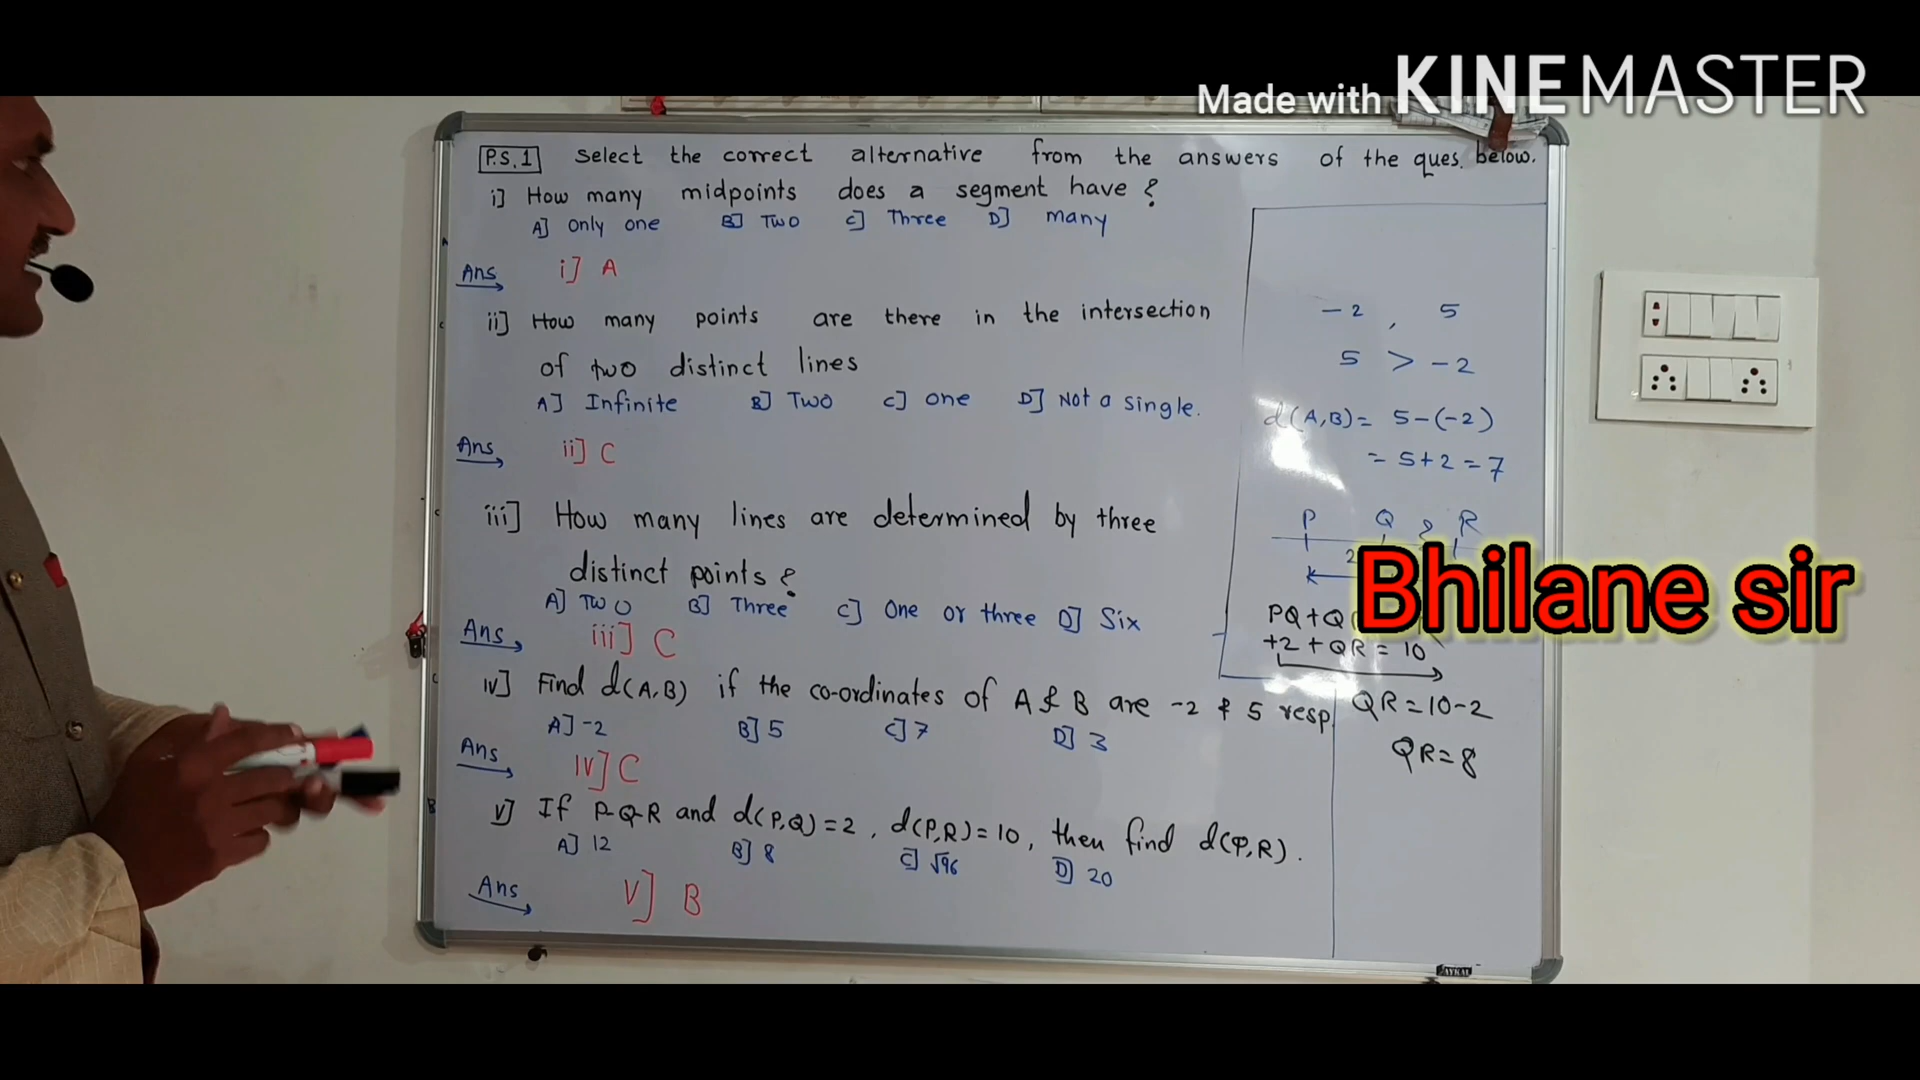 Made with KINEMASTER
P.S.1 Select the correct alternative from the answers of the ques. below.
i] How many midpoints does a segment have ?
A] only one B] Two C] Three D] many
Ans i] A
ii] How many points are there in the intersection
of two distinct lines
A] Infinite B] Two C] one D] Not a single.
Ans ii] C
iii] How many lines are determined by three
distinct points ?
A] Two B] Three C] One or three D] Six
Ans iii] C
iv] Find d(A,B) if the co-ordinates of A & B are -2 & 5 resp.
A] -2 B] 5 C] 7 D] 3
Ans IV] C
v] If P-Q-R and d(P,Q)=2, d(P,R)=10, then find d(Q,R).
A] 12 B] 8 C] √96 D] 20
Ans V] B
-2 , 5
5 > -2
d(A,B)= 5-(-2)
= 5+2 = 7
P Q R
2
PQ+Q
+2+QR = 10
QR=10-2
QR=8
Bhilane sir